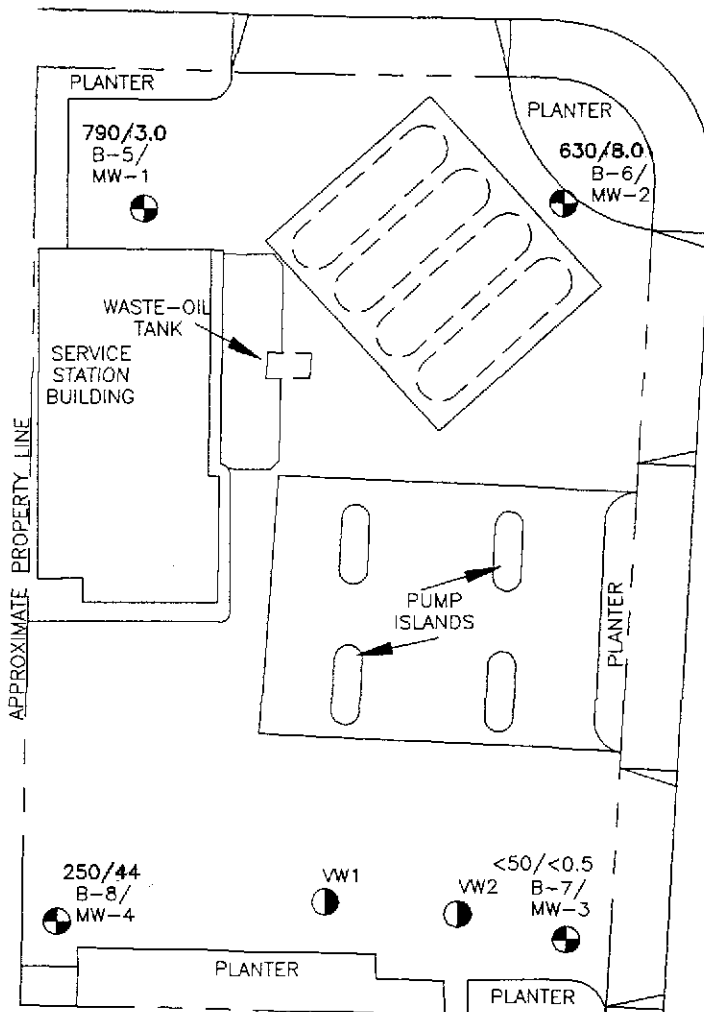 PLANTER
PLANTER
790/3.0
B-5/
MW-1
630/8.0
B-6/
MW-2
WASTE-OIL
TANK
SERVICE
STATION
BUILDING
APPROXIMATE PROPERTY LINE
PUMP
ISLANDS
PLANTER
250/44
B-8/
MW-4
VW1
VW2
<50/<0.5
B-7/
MW-3
PLANTER
PLANTER